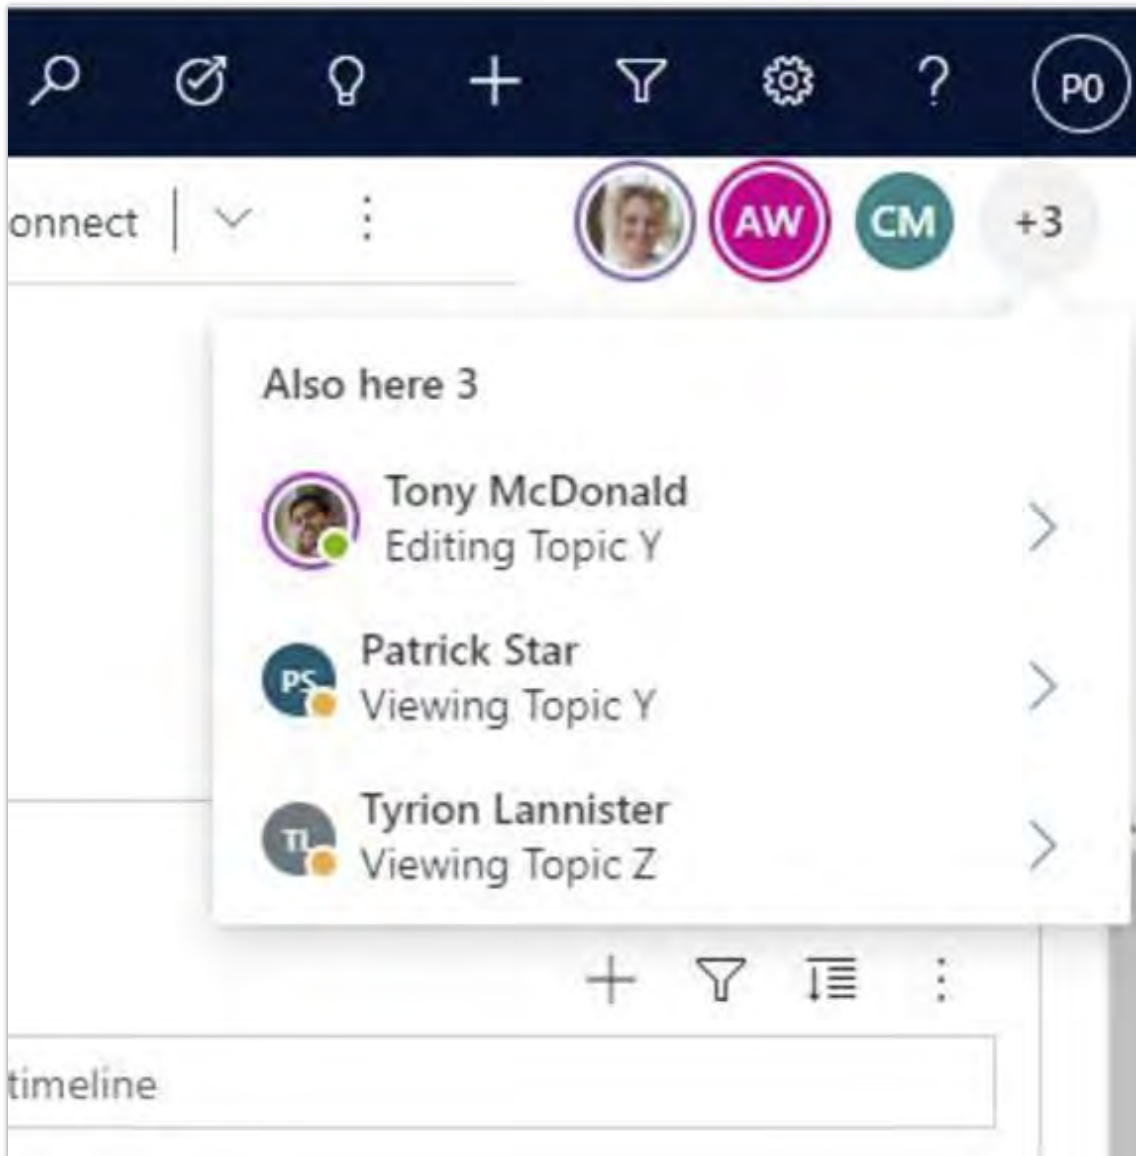 P0
onnect
AW
CM
+3
Also here 3
Tony McDonald
Editing Topic Y
PS
Patrick Star
Viewing Topic Y
TL
Tyrion Lannister
Viewing Topic Z
timeline